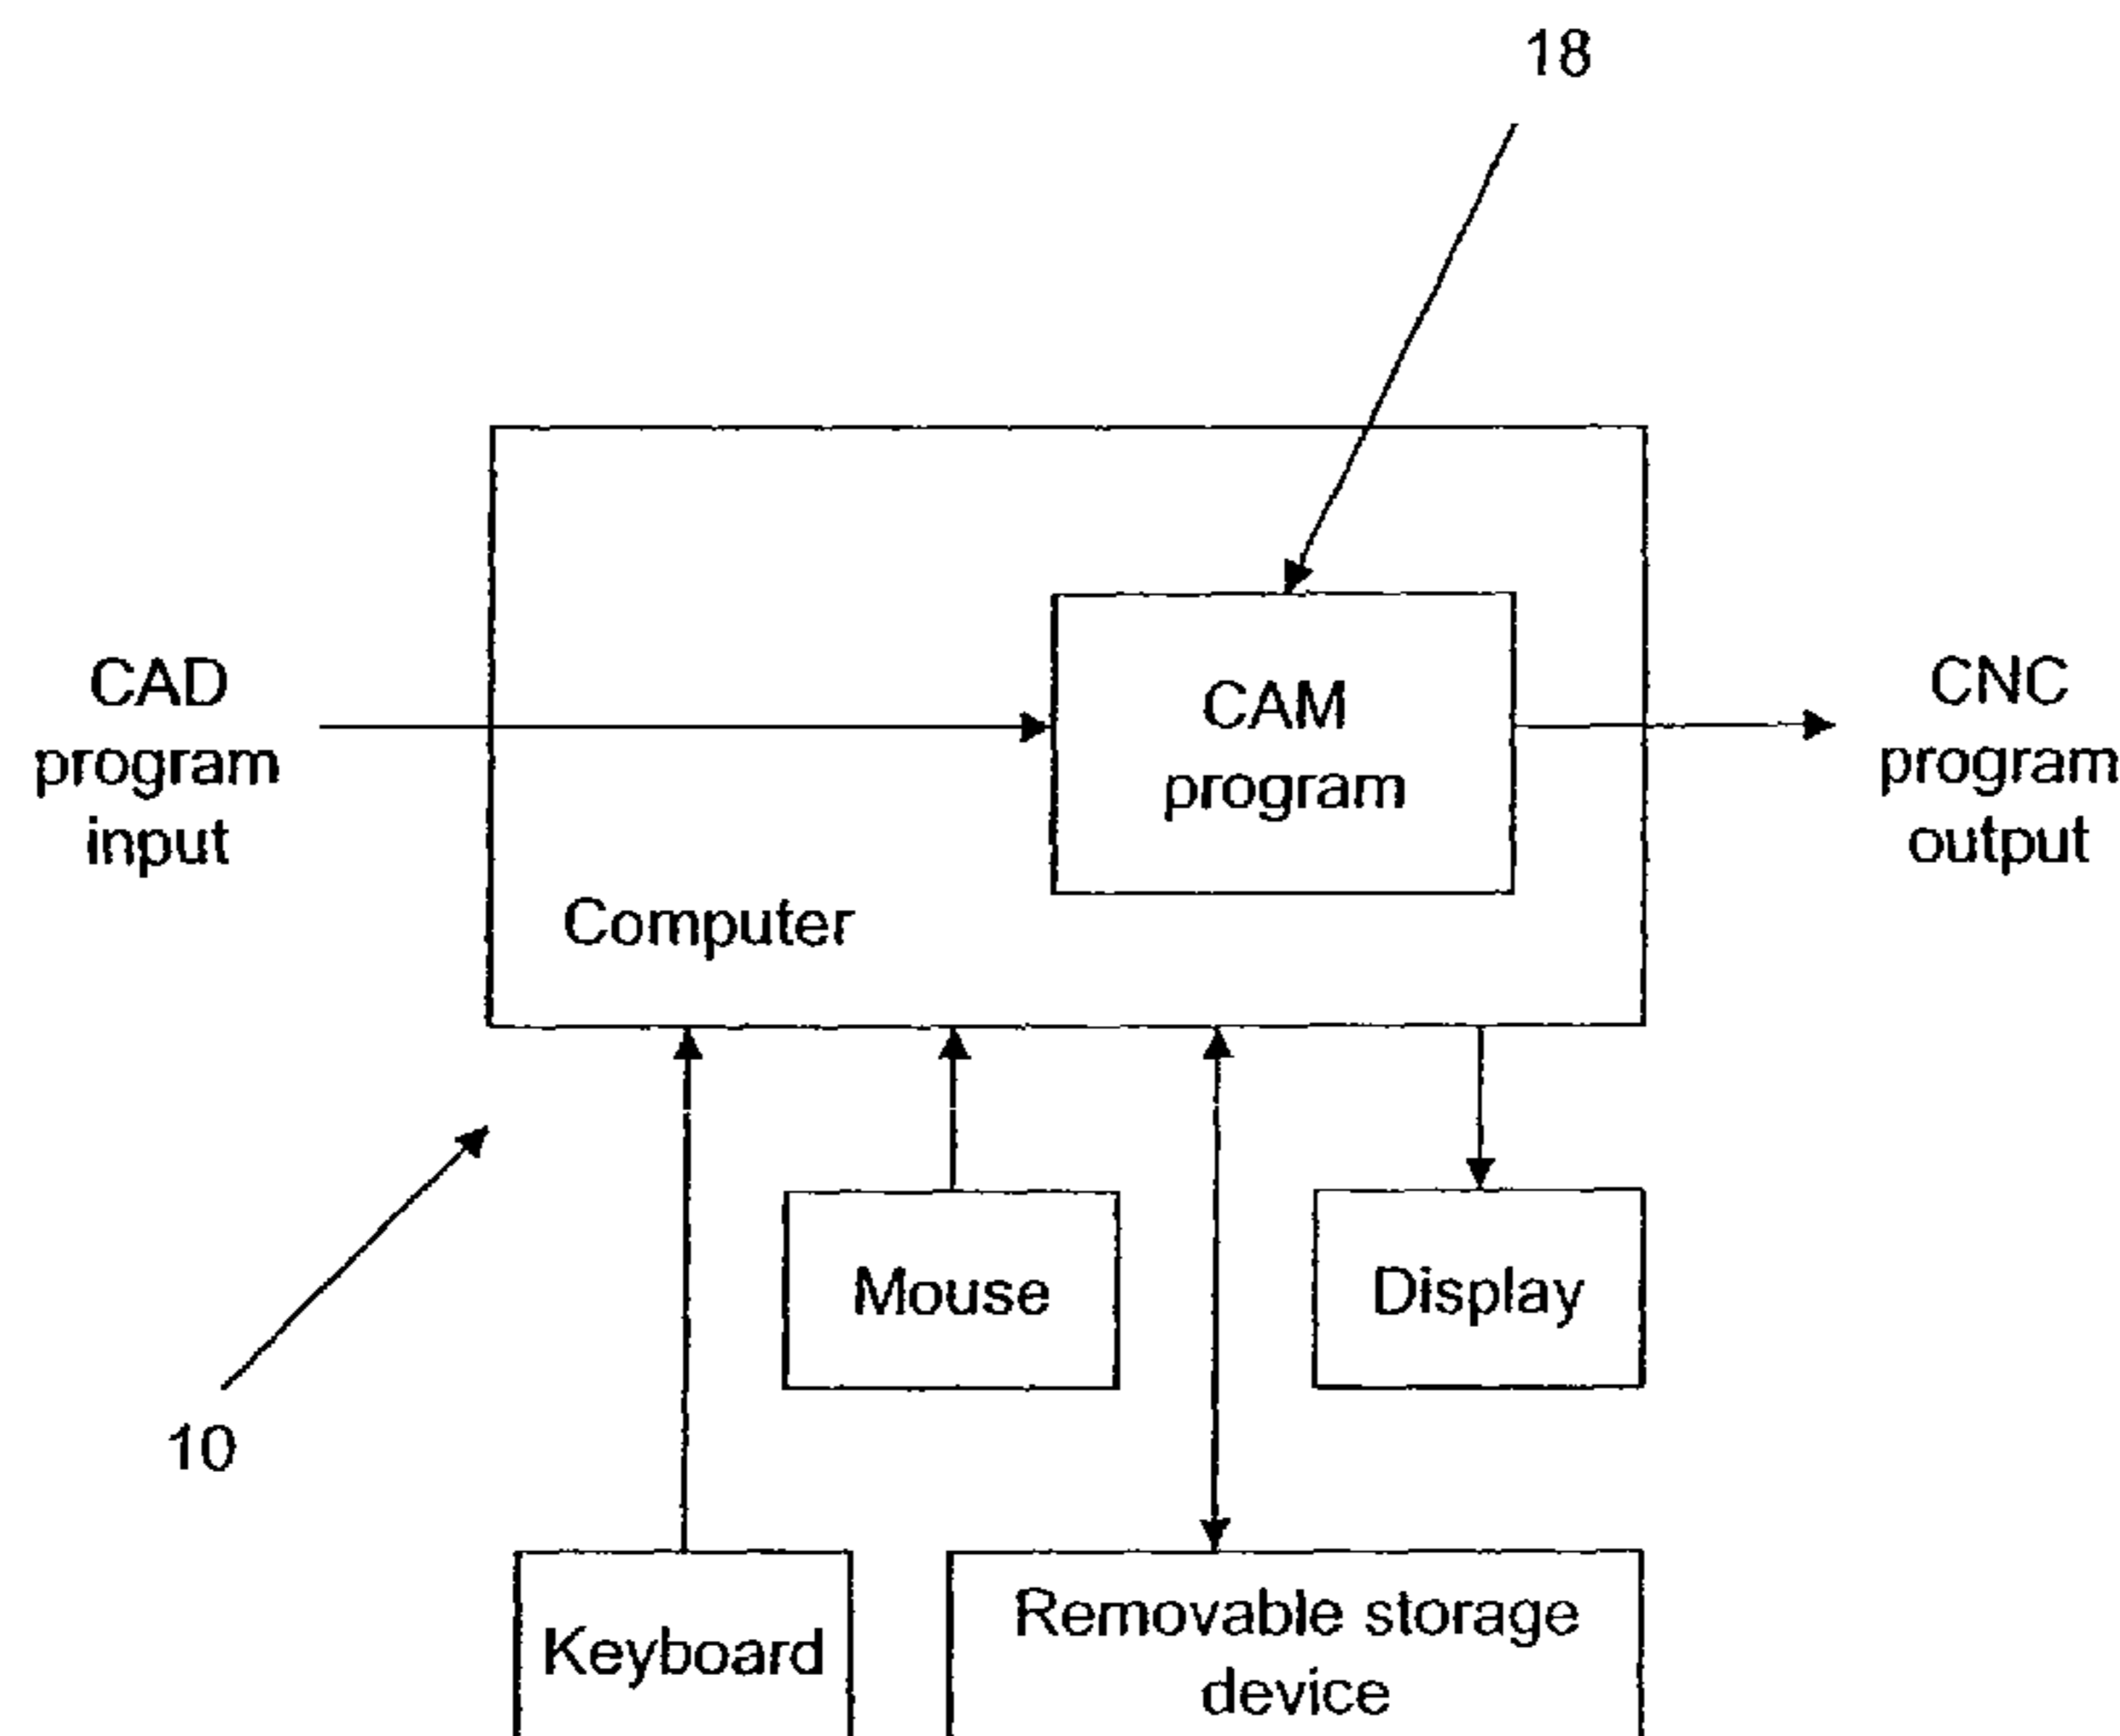 18
CAD
program
input
CAM
program
CNC
program
output
Computer
Mouse
Display
10
Keyboard
Removable storage
device